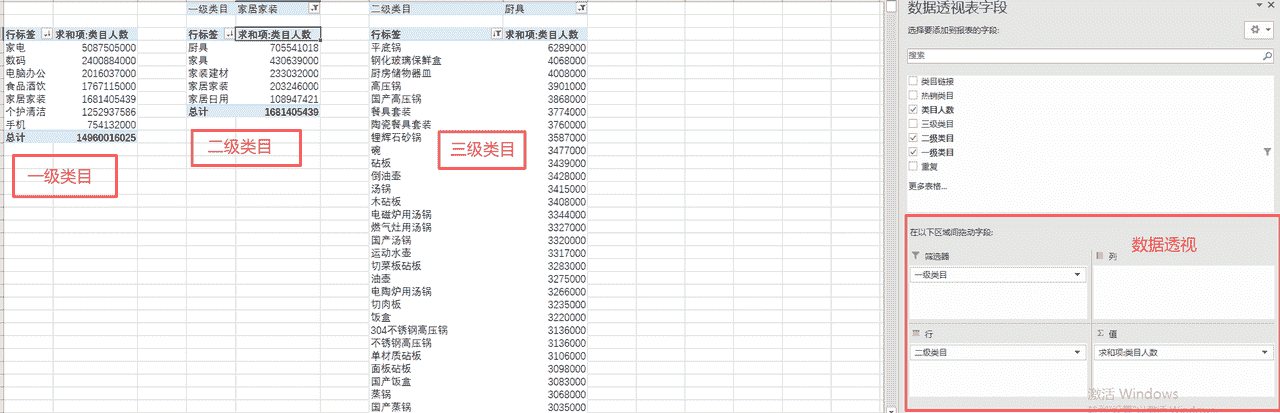 一级类目 家居家装
二级类目 厨具
行标签 求和项:类目人数
家电 5087505000
数码 2400884000
电脑办公 2016037000
食品酒饮 1767115000
家居家装 1681405439
个护清洁 1252937586
手机 754132000
总计 14960016025
一级类目
行标签 求和项:类目人数
厨具 705541018
家具 430639000
家装建材 233032000
家居家装 203246000
家居日用 108947421
总计 1681405439
二级类目
行标签 求和项:类目人数
平底锅 6289000
钢化玻璃保鲜盒 4068000
厨房储物器皿 4008000
高压锅 3901000
国产高压锅 3868000
餐具套装 3774000
陶瓷餐具套装 3760000
锂辉石砂锅 3587000
碗 3477000
砧板 3439000
倒油壶 3428000
汤锅 3415000
木砧板 3408000
电磁炉用汤锅 3344000
燃气灶用汤锅 3327000
国产汤锅 3320000
运动水壶 3317000
切菜板砧板 3283000
油壶 3275000
电陶炉用汤锅 3266000
切肉板 3235000
饭盒 3220000
304不锈钢高压锅 3136000
不锈钢高压锅 3136000
单材质砧板 3106000
面板砧板 3098000
国产饭盒 3083000
蒸锅 3068000
国产蒸锅 3035000
三级类目
数据透视表字段
选择要添加到报表的字段:
搜索
类目链接
热销类目
类目人数
三级类目
二级类目
一级类目
重复
更多表格...
在以下区域间拖动字段:
数据透视
筛选器
列
一级类目
行
Σ 值
二级类目
求和项:类目人数
激活 Windows